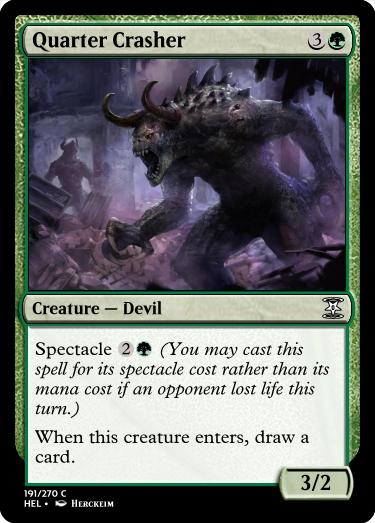 Quarter Crasher 3
Creature — Devil
Spectacle 2 (You may cast this
spell for its spectacle cost rather than its
mana cost if an opponent lost life this
turn.)
When this creature enters, draw a
card.
3/2
191/270 C
HEL • Herckeim